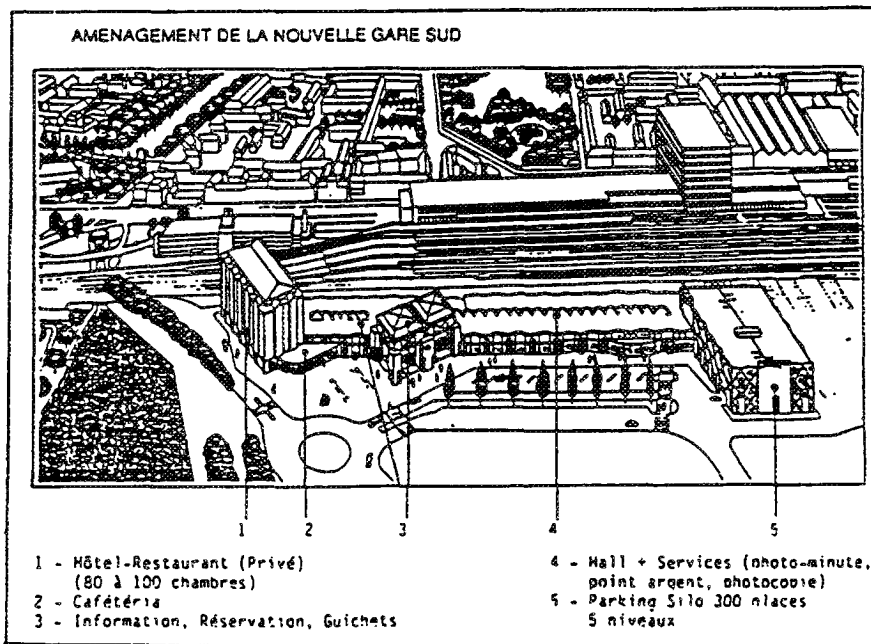 AMENAGEMENT DE LA NOUVELLE GARE SUD
1 2 3 4 5
1 - Hôtel-Restaurant (Privé)
(80 à 100 chambres)
2 - Cafétéria
3 - Information, Réservation, Guichets
4 - Hall + Services (photo-minute,
point argent, photocopie)
5 - Parking Silo 300 places
5 niveaux